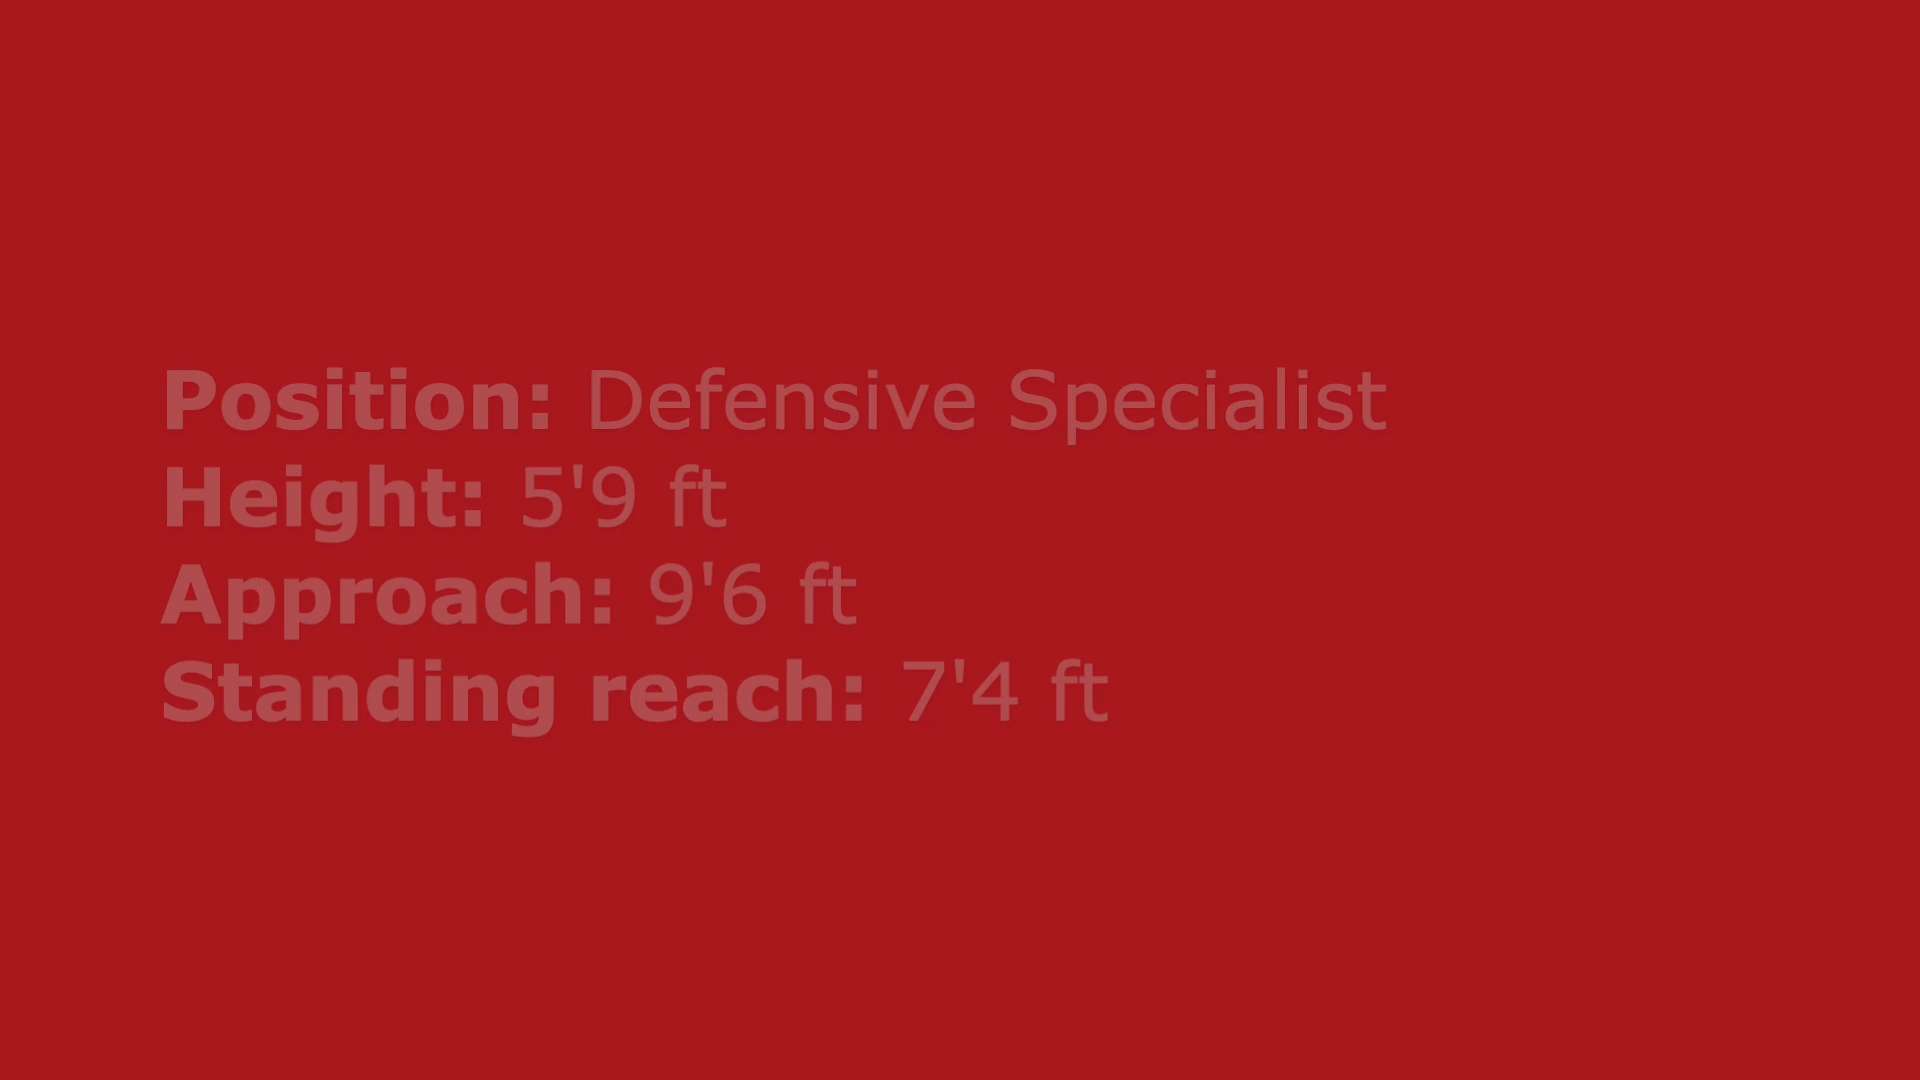 Position: Defensive Specialist
Height: 5'9 ft
Approach: 9'6 ft
Standing reach: 7'4 ft